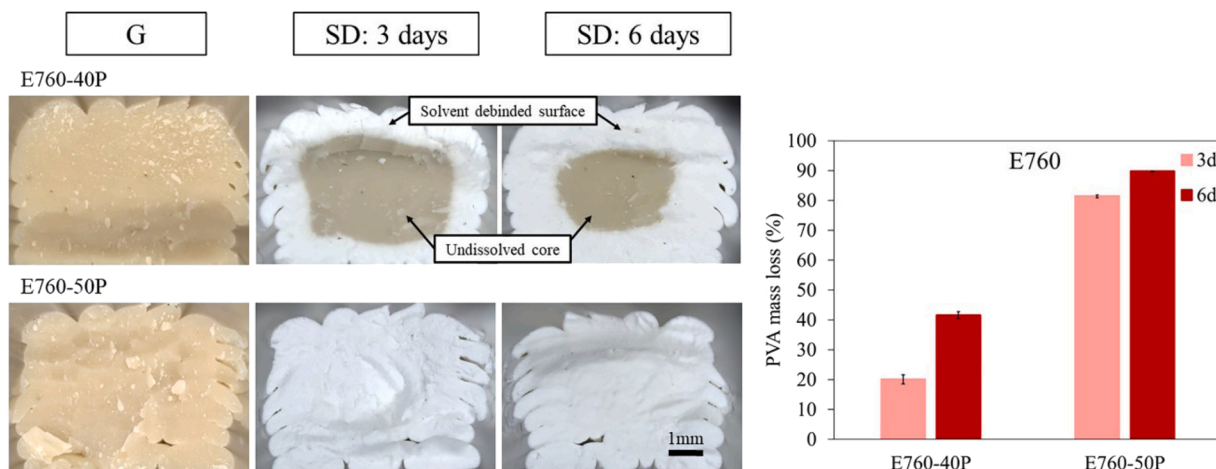 G
SD: 3 days
SD: 6 days
E760-40P
Solvent debinded surface
Undissolved core
E760-50P
1mm
E760
3d
6d
PVA mass loss (%)
100
90
80
70
60
50
40
30
20
10
0
E760-40P
E760-50P